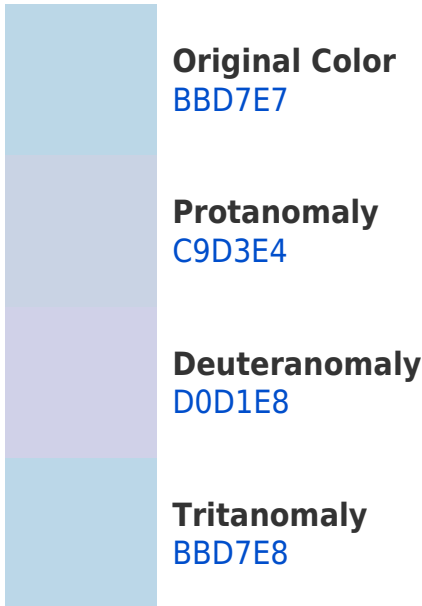 Original Color
BBD7E7
Protanomaly
C9D3E4
Deuteranomaly
D0D1E8
Tritanomaly
BBD7E8